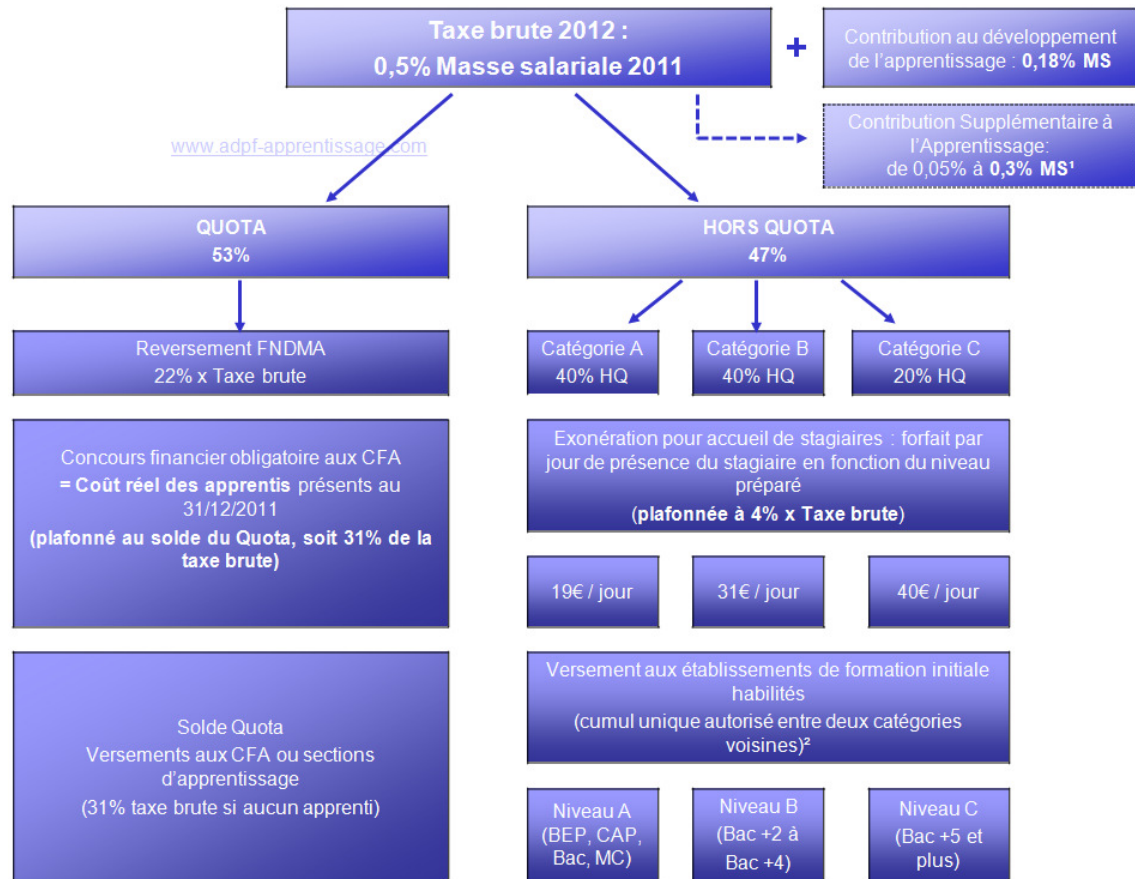 Taxe brute 2012 :
0,5% Masse salariale 2011
+
Contribution au développement
de l'apprentissage : 0,18% MS
Contribution Supplémentaire à
l'Apprentissage:
de 0,05% à 0,3% MS¹
www.adpf-apprentissage.com
QUOTA
53%
HORS QUOTA
47%
Reversement FNDMA
22% x Taxe brute
Catégorie A
40% HQ
Catégorie B
40% HQ
Catégorie C
20% HQ
Concours financier obligatoire aux CFA
= Coût réel des apprentis présents au
31/12/2011
(plafonné au solde du Quota, soit 31% de la
taxe brute)
Exonération pour accueil de stagiaires : forfait par
jour de présence du stagiaire en fonction du niveau
préparé
(plafonnée à 4% x Taxe brute)
19€ / jour
31€ / jour
40€ / jour
Solde Quota
Versements aux CFA ou sections
d'apprentissage
(31% taxe brute si aucun apprenti)
Versement aux établissements de formation initiale
habilités
(cumul unique autorisé entre deux catégories
voisines)²
Niveau A
(BEP, CAP,
Bac, MC)
Niveau B
(Bac +2 à
Bac +4)
Niveau C
(Bac +5 et
plus)